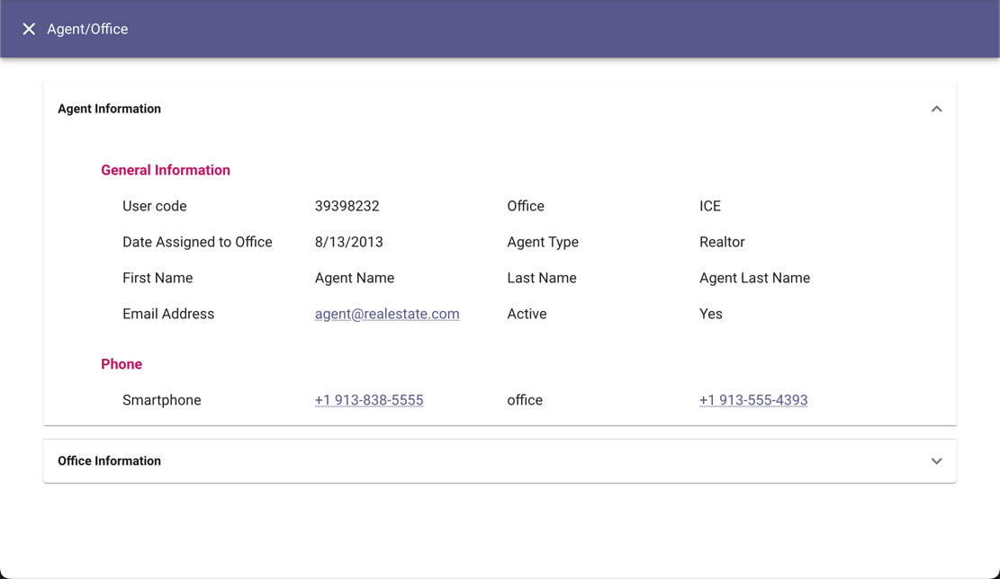 Agent/Office
Agent Information
General Information
User code 39398232 Office ICE
Date Assigned to Office 8/13/2013 Agent Type Realtor
First Name Agent Name Last Name Agent Last Name
Email Address agent@realestate.com Active Yes
Phone
Smartphone +1 913-838-5555 office +1 913-555-4393
Office Information